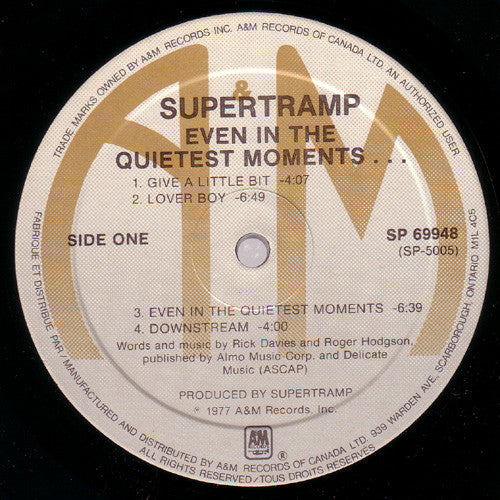 TRADE MARKS OWNED BY A&M RECORDS INC. A&M RECORDS OF CANADA LTD. AN AUTHORIZED USER
A&M
SUPERTRAMP
EVEN IN THE
QUIETEST MOMENTS . . .
1. GIVE A LITTLE BIT -4:07
2. LOVER BOY -6:49
SIDE ONE
SP 69948
(SP-5005)
3. EVEN IN THE QUIETEST MOMENTS -6:39
4. DOWNSTREAM -4:00
Words and music by Rick Davies and Roger Hodgson,
published by Almo Music Corp. and Delicate
Music (ASCAP)
PRODUCED BY SUPERTRAMP
℗ 1977 A&M Records, Inc.
A&M
RECORDS
®
FABRIQUE ET DISTRIBUE PAR/MANUFACTURED AND DISTRIBUTED BY A&M RECORDS OF CANADA LTD. 939 WARDEN AVE, SCARBOROUGH, ONTARIO M1L 4C5
ALL RIGHTS RESERVED/TOUS DROITS RESERVES